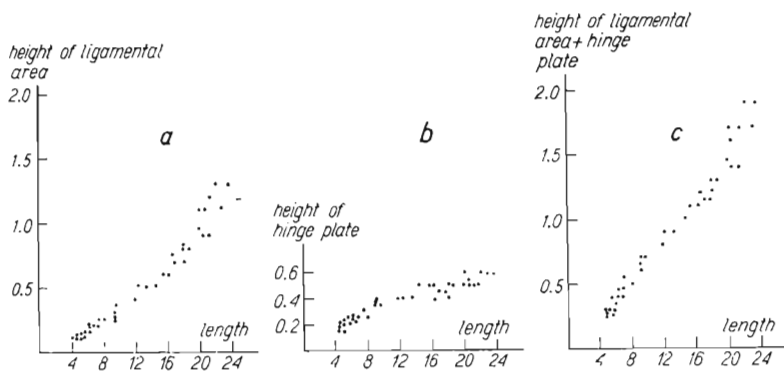 height of ligamental
area
2.0
1.5
1.0
0.5
a
length
4 8 12 16 20 24
b
height of
hinge plate
0.6
0.4
0.2
length
4 8 12 16 20 24
height of ligamental
area+hinge
plate
2.0
1.5
1.0
0.5
c
length
4 8 12 16 20 24